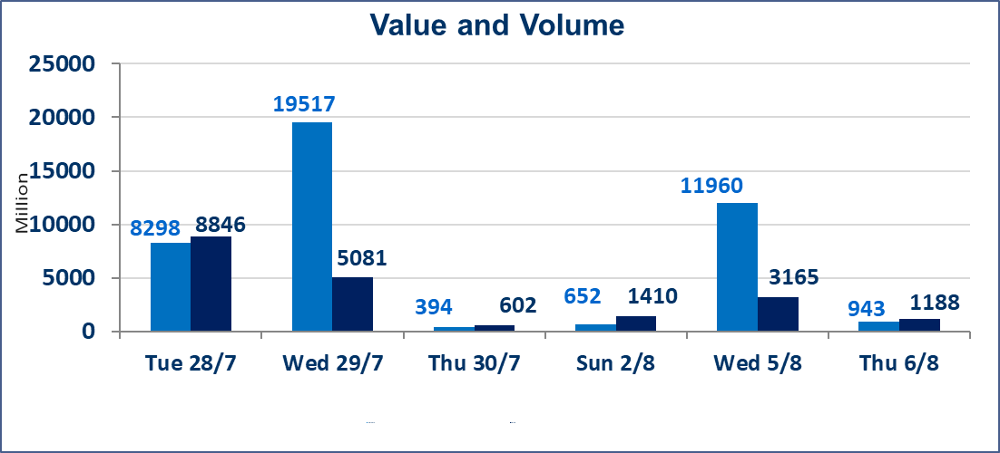 Value and Volume
25000
20000
15000
10000
5000
0
Million
8298
8846
19517
5081
394
602
652
1410
11960
3165
943
1188
Tue 28/7
Wed 29/7
Thu 30/7
Sun 2/8
Wed 5/8
Thu 6/8